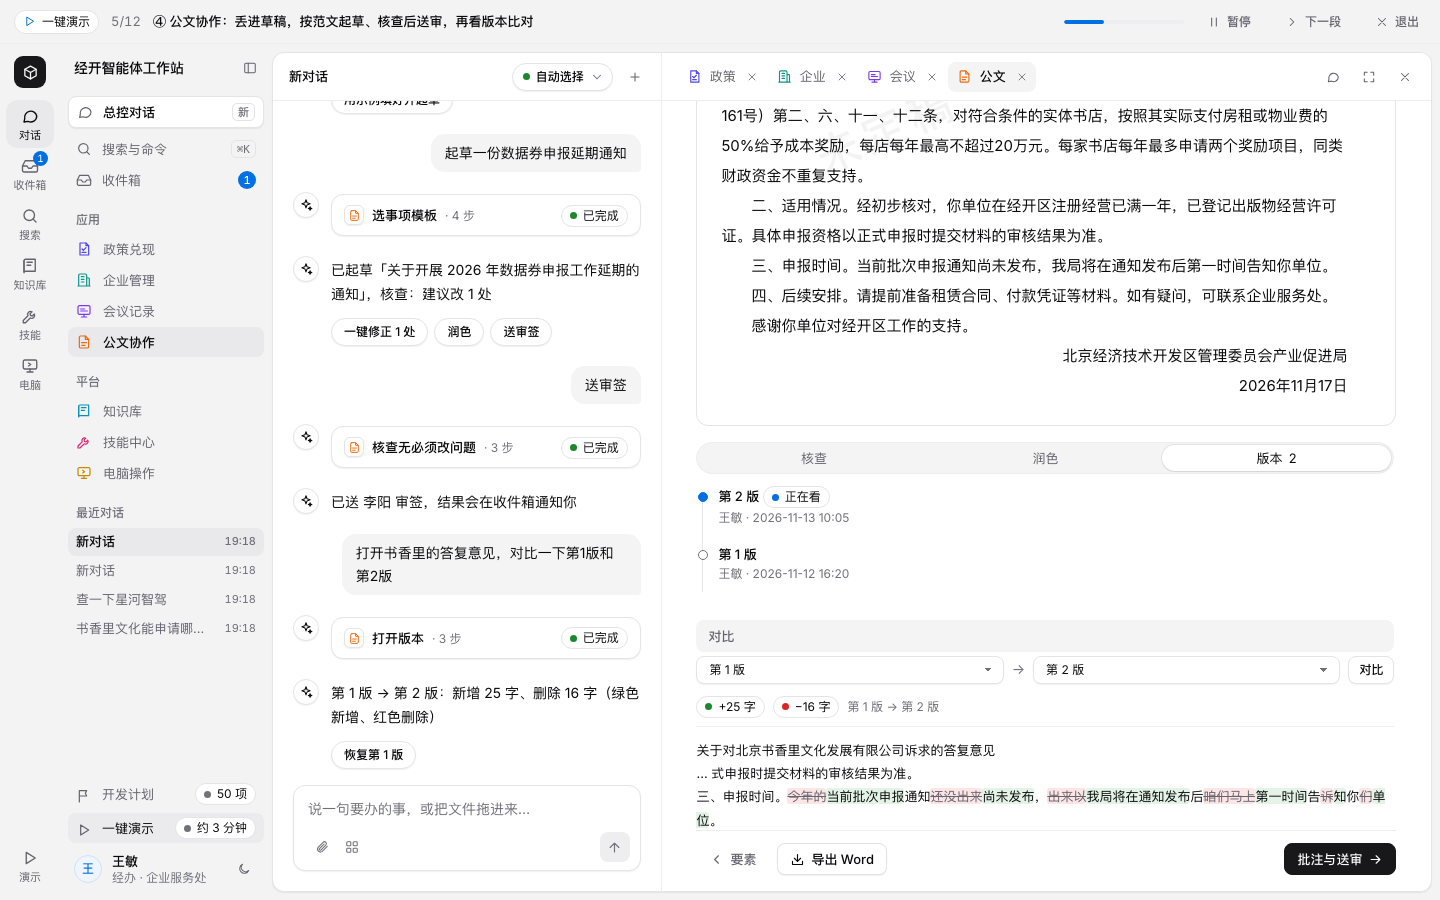 一键演示
5/12
④ 公文协作：丢进草稿，按范文起草、核查后送审，再看版本比对
暂停
下一段
退出
对话
1
收件箱
搜索
知识库
技能
电脑
演示
经开智能体工作站
总控对话
新
搜索与命令
⌘K
收件箱
1
应用
政策兑现
企业管理
会议记录
公文协作
平台
知识库
技能中心
电脑操作
最近对话
新对话 19:18
新对话 19:18
查一下星河智驾 19:18
书香里文化能申请哪... 19:18
开发计划
50 项
一键演示
约 3 分钟
王
王敏
经办 · 企业服务处
新对话
自动选择
起草一份数据券申报延期通知
选事项模板 · 4 步
已完成
已起草「关于开展 2026 年数据券申报工作延期的
通知」，核查：建议改 1 处
一键修正 1 处
润色
送审签
送审签
核查无必须改问题 · 3 步
已完成
已送 李阳 审签，结果会在收件箱通知你
打开书香里的答复意见，对比一下第1版和
第2版
打开版本 · 3 步
已完成
第 1 版 → 第 2 版：新增 25 字、删除 16 字（绿色
新增、红色删除）
恢复第 1 版
说一句要办的事，或把文件拖进来...
政策
企业
会议
公文
161号）第二、六、十一、十二条，对符合条件的实体书店，按照其实际支付房租或物业费的
50%给予成本奖励，每店每年最高不超过20万元。每家书店每年最多申请两个奖励项目，同类
财政资金不重复支持。
二、适用情况。经初步核对，你单位在经开区注册经营已满一年，已登记出版物经营许可
证。具体申报资格以正式申报时提交材料的审核结果为准。
三、申报时间。当前批次申报通知尚未发布，我局将在通知发布后第一时间告知你单位。
四、后续安排。请提前准备租赁合同、付款凭证等材料。如有疑问，可联系企业服务处。
感谢你单位对经开区工作的支持。
北京经济技术开发区管理委员会产业促进局
2026年11月17日
核查
润色
版本 2
第 2 版
正在看
王敏 · 2026-11-13 10:05
第 1 版
王敏 · 2026-11-12 16:20
对比
第 1 版
→
第 2 版
对比
+25 字
−16 字
第 1 版 → 第 2 版
关于对北京书香里文化发展有限公司诉求的答复意见
... 式申报时提交材料的审核结果为准。
三、申报时间。今年的当前批次申报通知还没出来尚未发布，出来以我局将在通知发布后咱们马上第一时间告诉知你们单
位。
要素
导出 Word
批注与送审 →